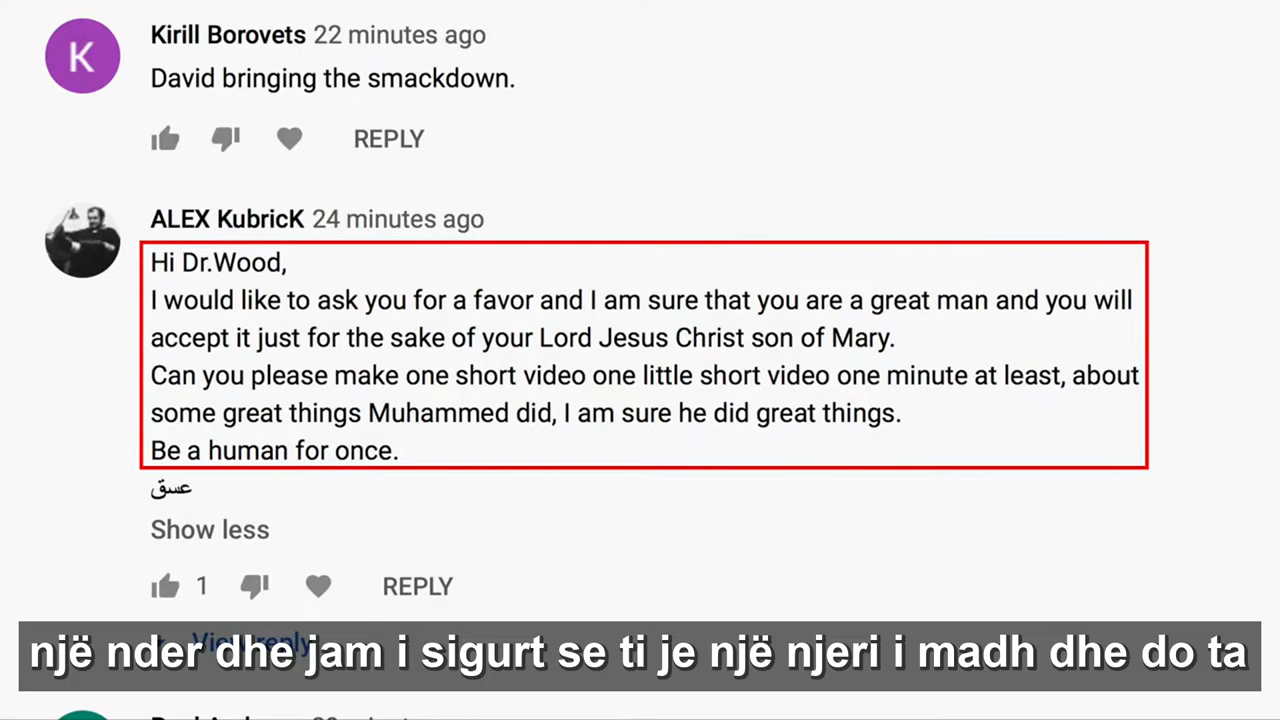 K
Kirill Borovets 22 minutes ago
David bringing the smackdown.
REPLY
ALEX KubricK 24 minutes ago
Hi Dr.Wood,
I would like to ask you for a favor and I am sure that you are a great man and you will
accept it just for the sake of your Lord Jesus Christ son of Mary.
Can you please make one short video one little short video one minute at least, about
some great things Muhammed did, I am sure he did great things.
Be a human for once.
عسق
Show less
1 REPLY
View reply
një nder dhe jam i sigurt se ti je një njeri i madh dhe do ta